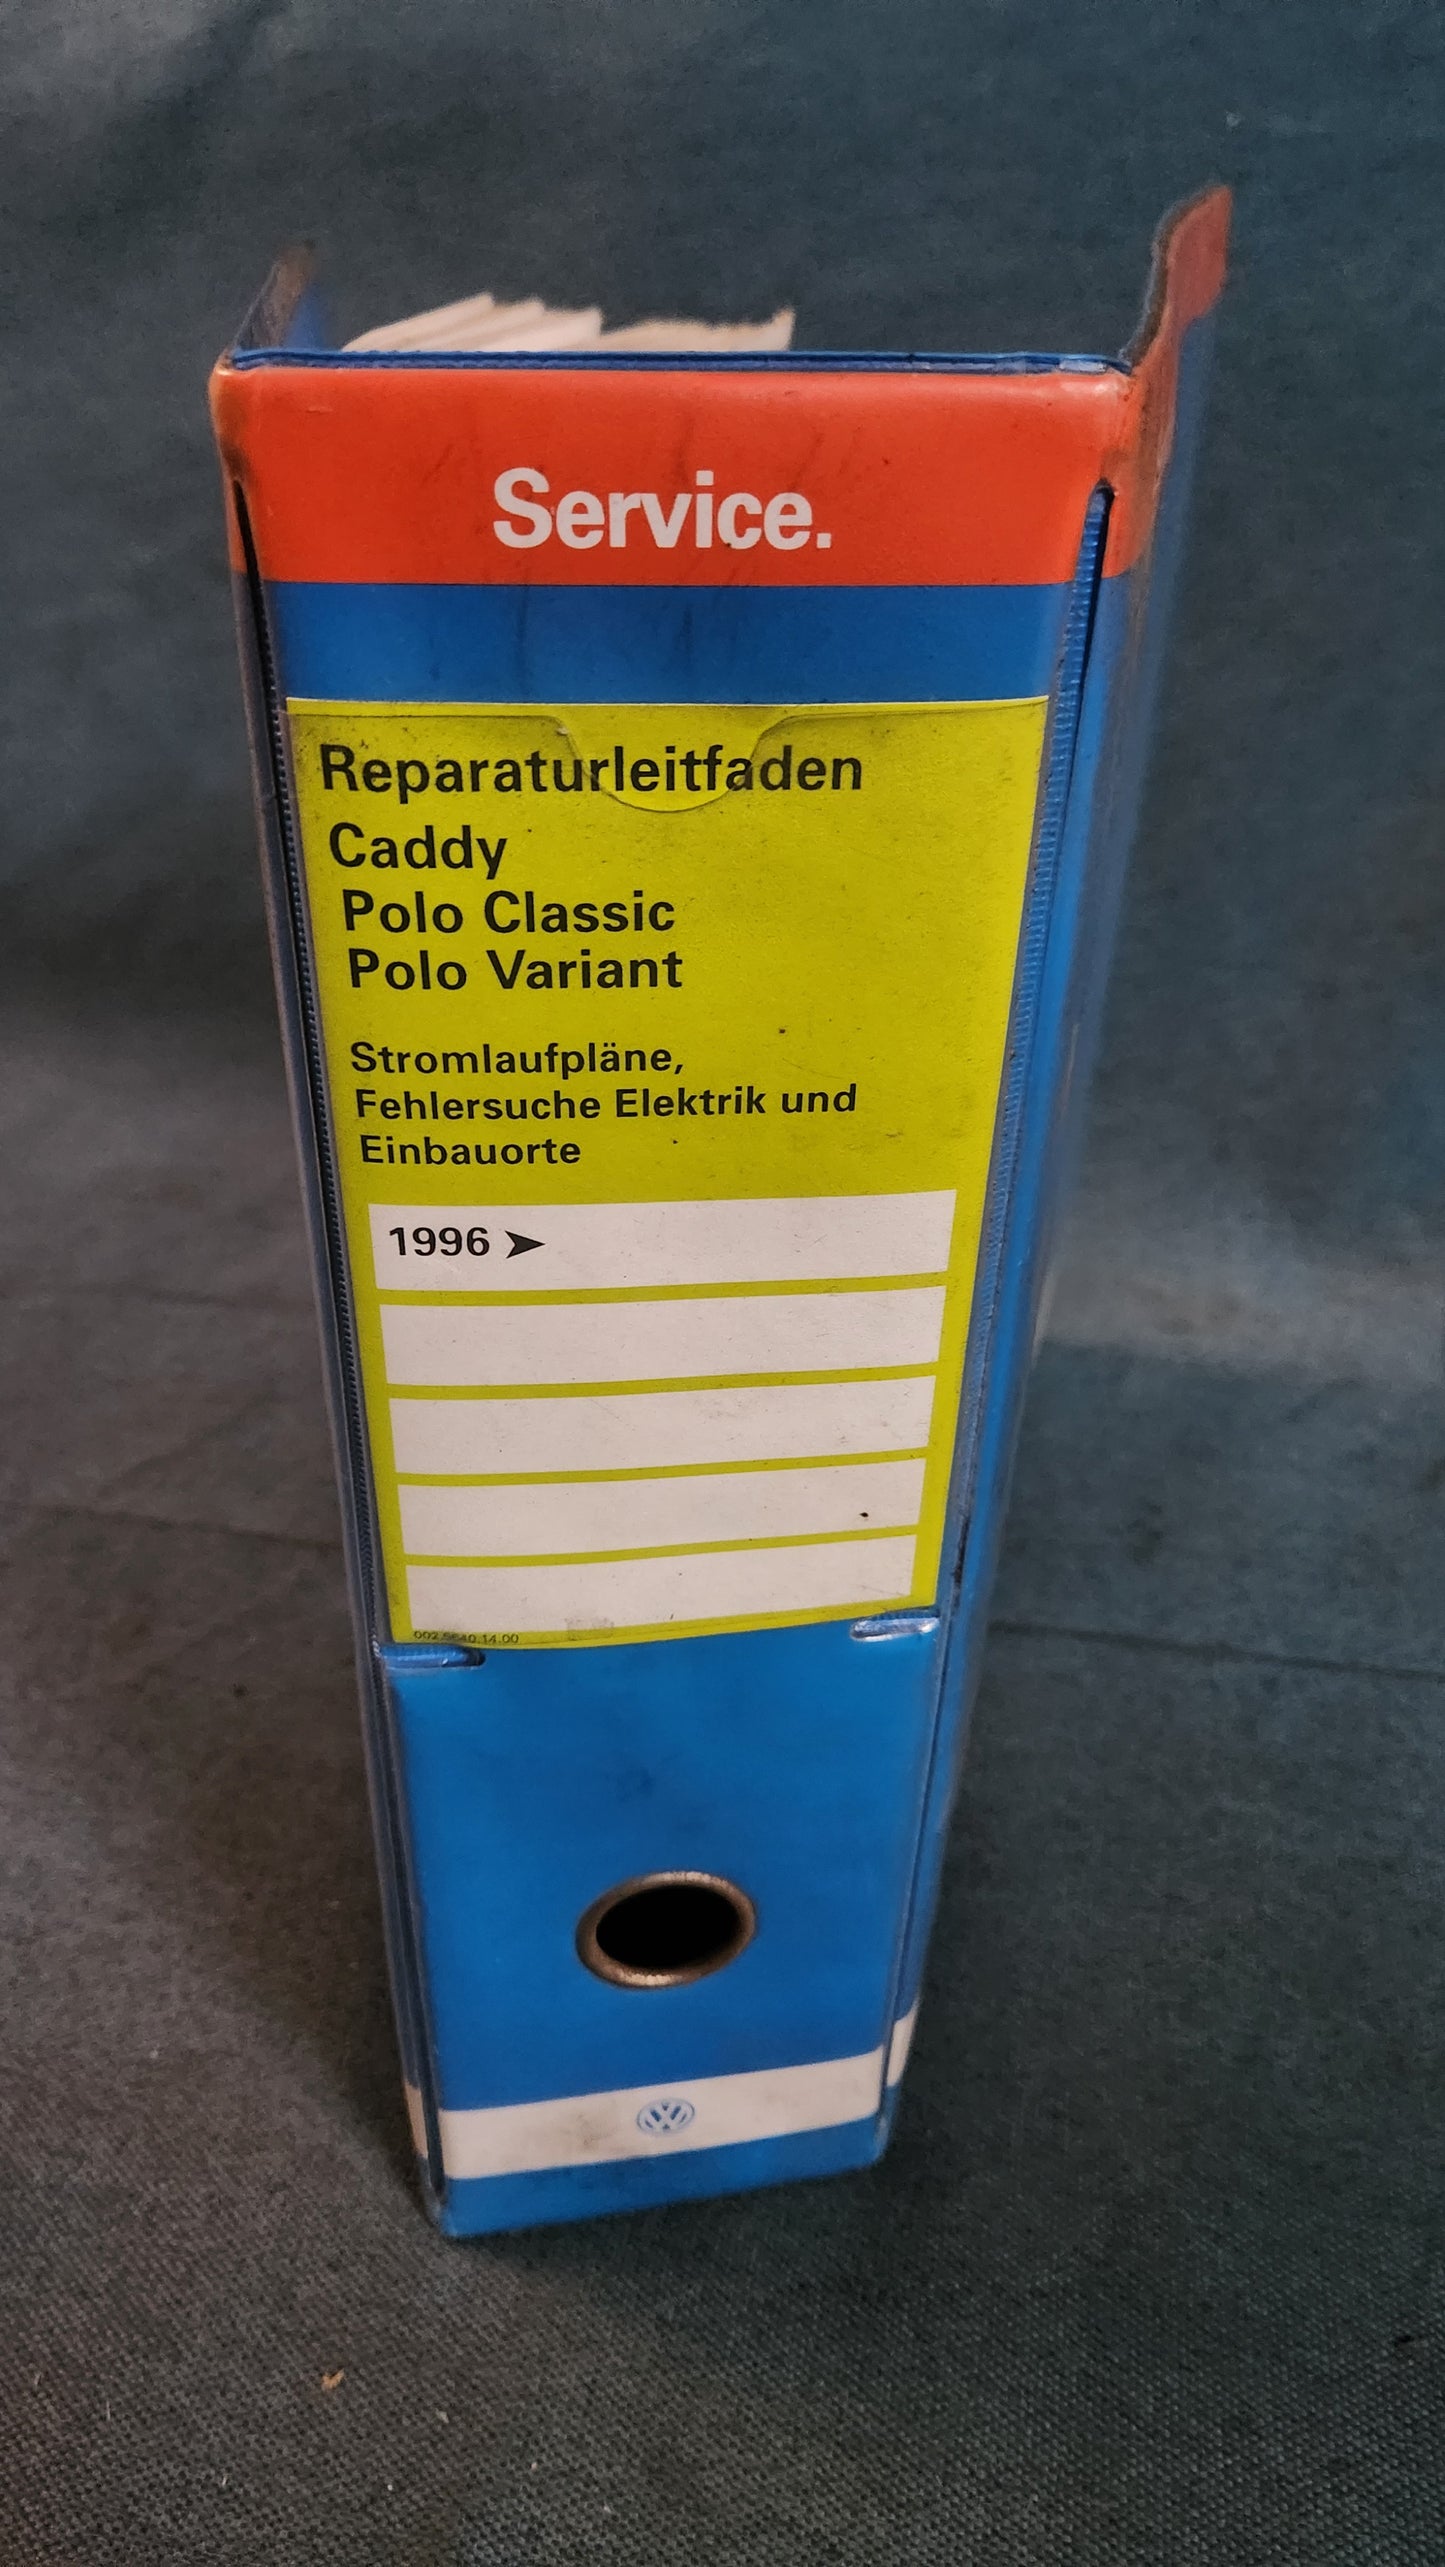 Service.
Reparaturleitfaden
Caddy
Polo Classic
Polo Variant
Stromlaufpläne,
Fehlersuche Elektrik und
Einbauorte
1996 ➤